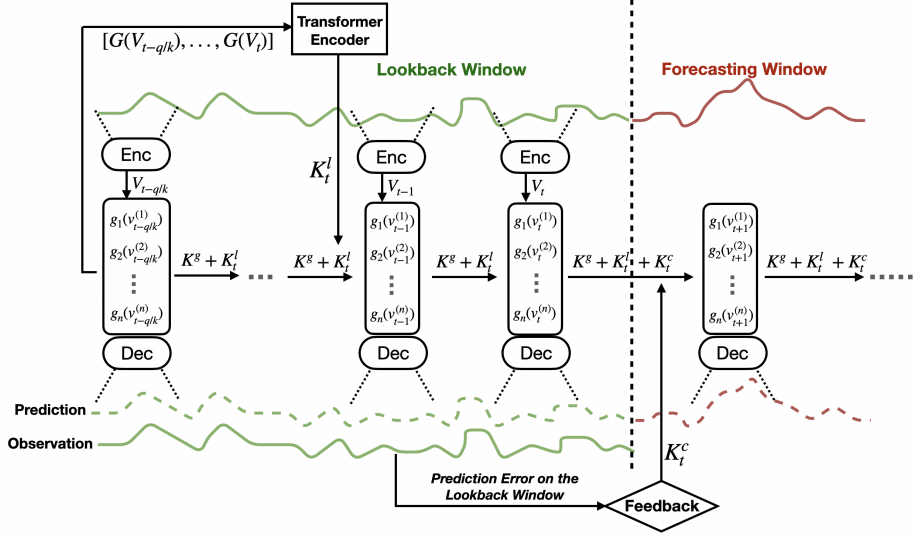 Transformer
Encoder
[G(V_{t−q/k}), . . . , G(V_t)]
Lookback Window
Forecasting Window
Enc
Enc
Enc
K_t^l
V_{t−q/k}
V_{t−1}
V_t
g_1(v_{t−q/k}^{(1)})
g_2(v_{t−q/k}^{(2)})
⋮
g_n(v_{t−q/k}^{(n)})
K^g + K_t^l
....
K^g + K_t^l
g_1(v_{t−1}^{(1)})
g_2(v_{t−1}^{(2)})
⋮
g_n(v_{t−1}^{(n)})
K^g + K_t^l
g_1(v_t^{(1)})
g_2(v_t^{(2)})
⋮
g_n(v_t^{(n)})
K^g + K_t^l + K_t^c
g_1(v_{t+1}^{(1)})
g_2(v_{t+1}^{(2)})
⋮
g_n(v_{t+1}^{(n)})
K^g + K_t^l + K_t^c
......
Dec
Dec
Dec
Dec
Prediction
Observation
K_t^c
Prediction Error on the
Lookback Window
Feedback